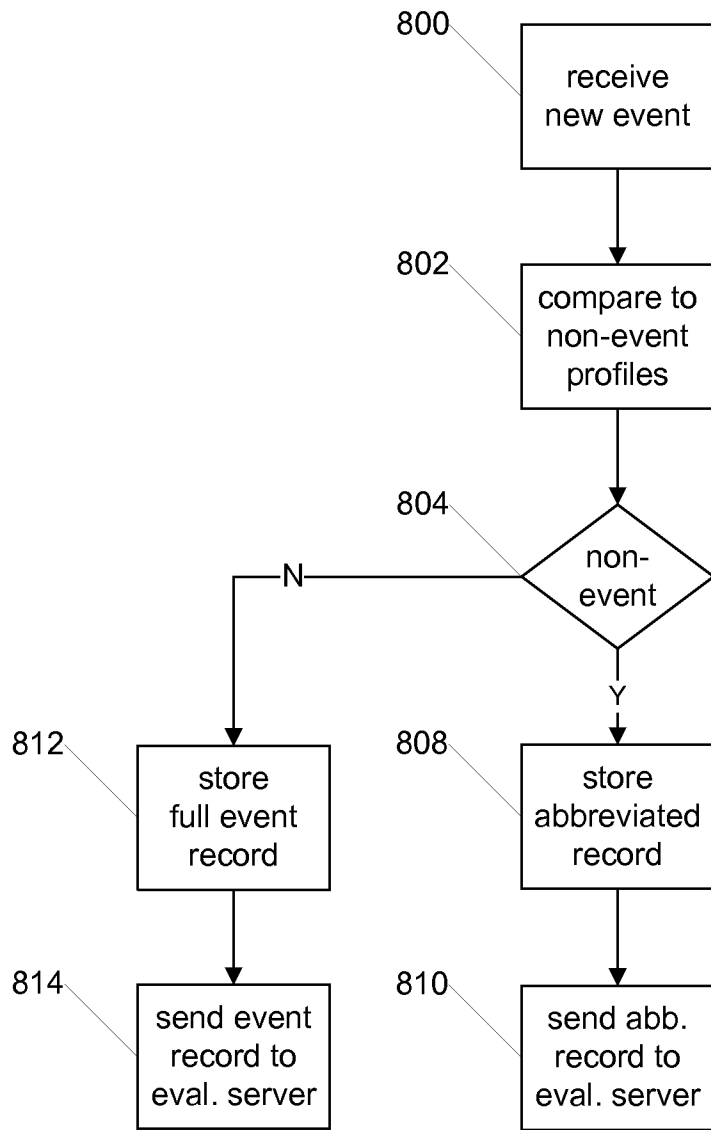 800
receive
new event
802
compare to
non-event
profiles
804
non-
event
N
Y
812
store
full event
record
808
store
abbreviated
record
814
send event
record to
eval. server
810
send abb.
record to
eval. server